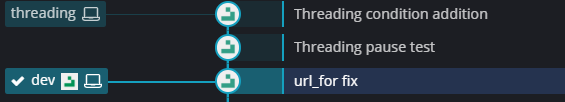 threading Threading condition addition
Threading pause test
dev url_for fix